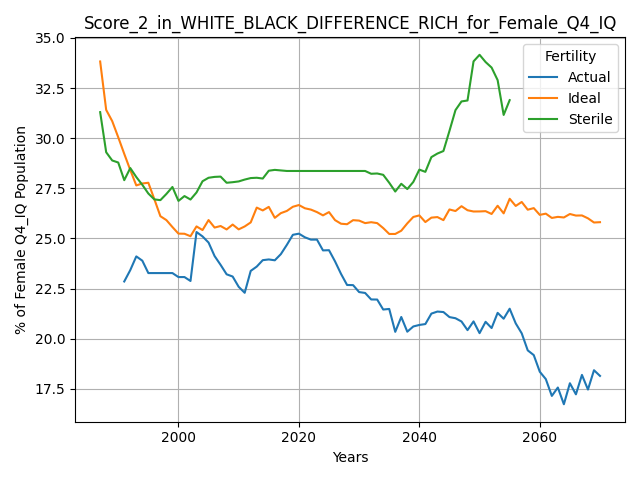 Score_2_in_WHITE_BLACK_DIFFERENCE_RICH_for_Female_Q4_IQ
35.0
32.5
30.0
27.5
25.0
22.5
20.0
17.5
% of Female Q4_IQ Population
Fertility
Actual
Ideal
Sterile
2000
2020
2040
2060
Years